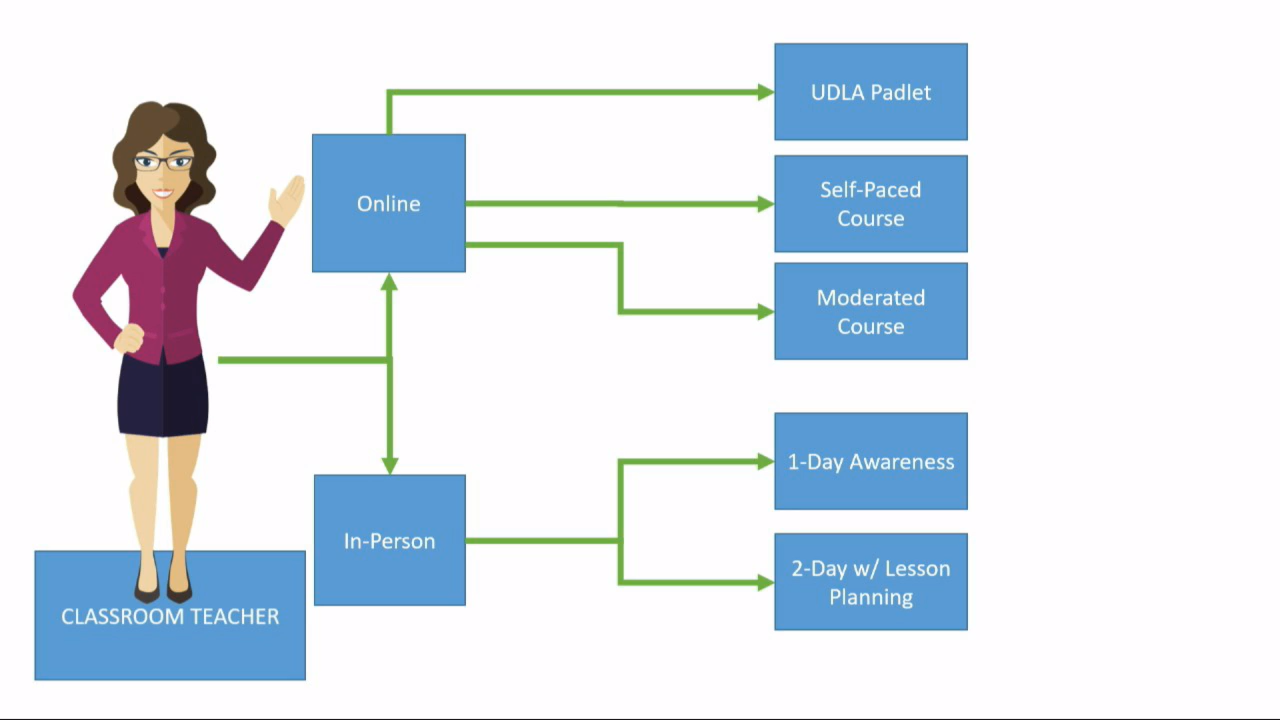 UDLA Padlet
Online
Self-Paced
Course
Moderated
Course
1-Day Awareness
In-Person
2-Day w/ Lesson
Planning
CLASSROOM TEACHER